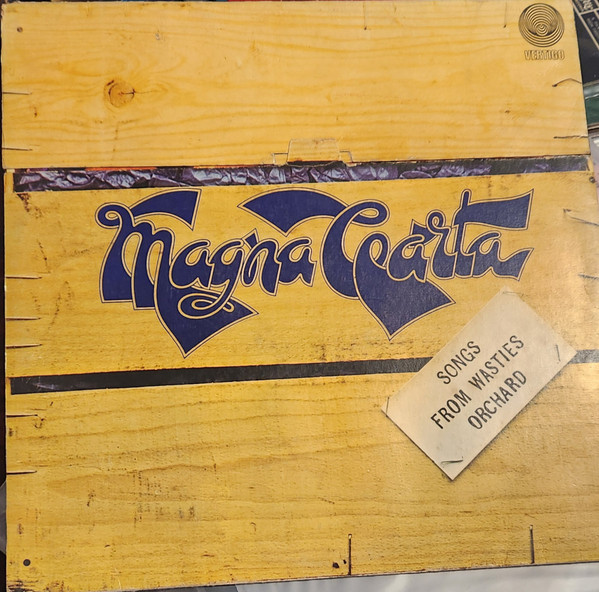 VERTIGO
Magna Carta
SONGS
FROM WASTIES
ORCHARD